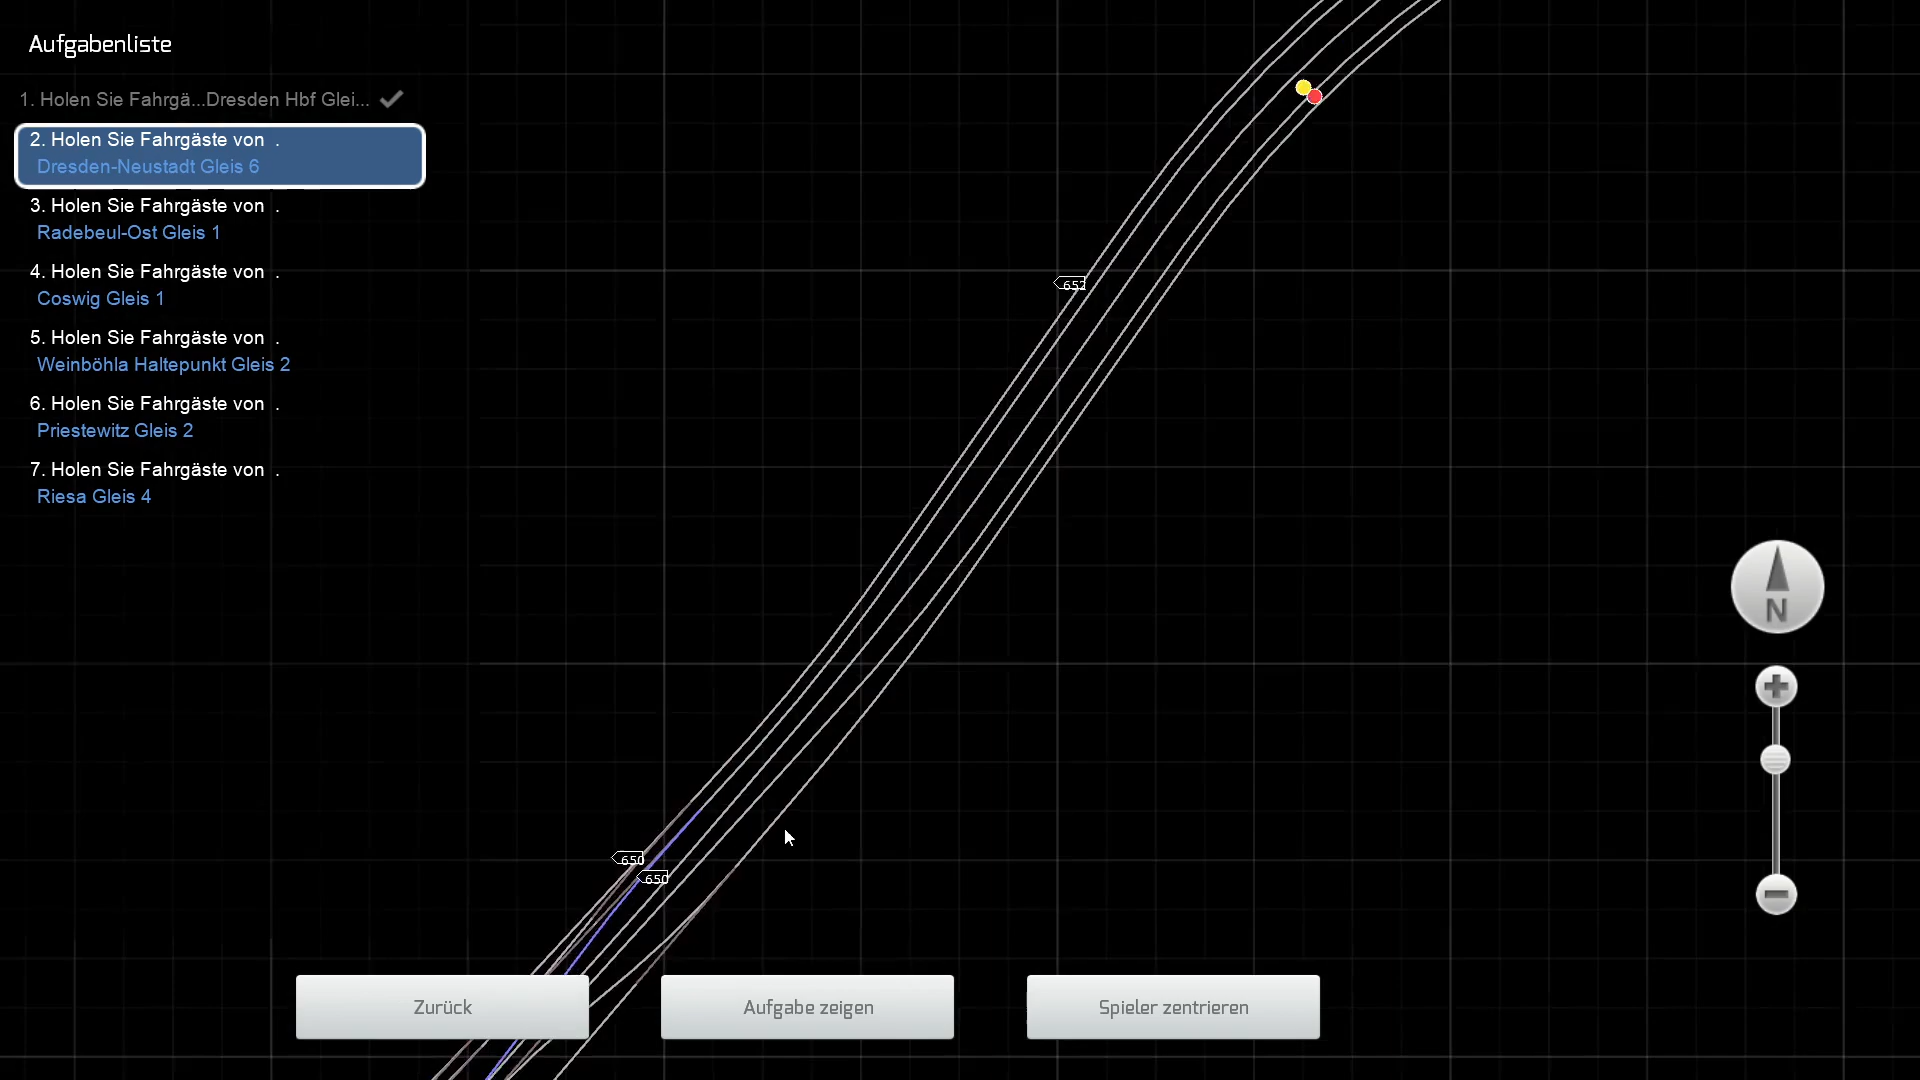 Aufgabenliste
1. Holen Sie Fahrgä...Dresden Hbf Glei...
2. Holen Sie Fahrgäste von .
Dresden-Neustadt Gleis 6
3. Holen Sie Fahrgäste von .
Radebeul-Ost Gleis 1
4. Holen Sie Fahrgäste von .
Coswig Gleis 1
5. Holen Sie Fahrgäste von .
Weinböhla Haltepunkt Gleis 2
6. Holen Sie Fahrgäste von .
Priestewitz Gleis 2
7. Holen Sie Fahrgäste von .
Riesa Gleis 4
652
650
650
N
Zurück
Aufgabe zeigen
Spieler zentrieren